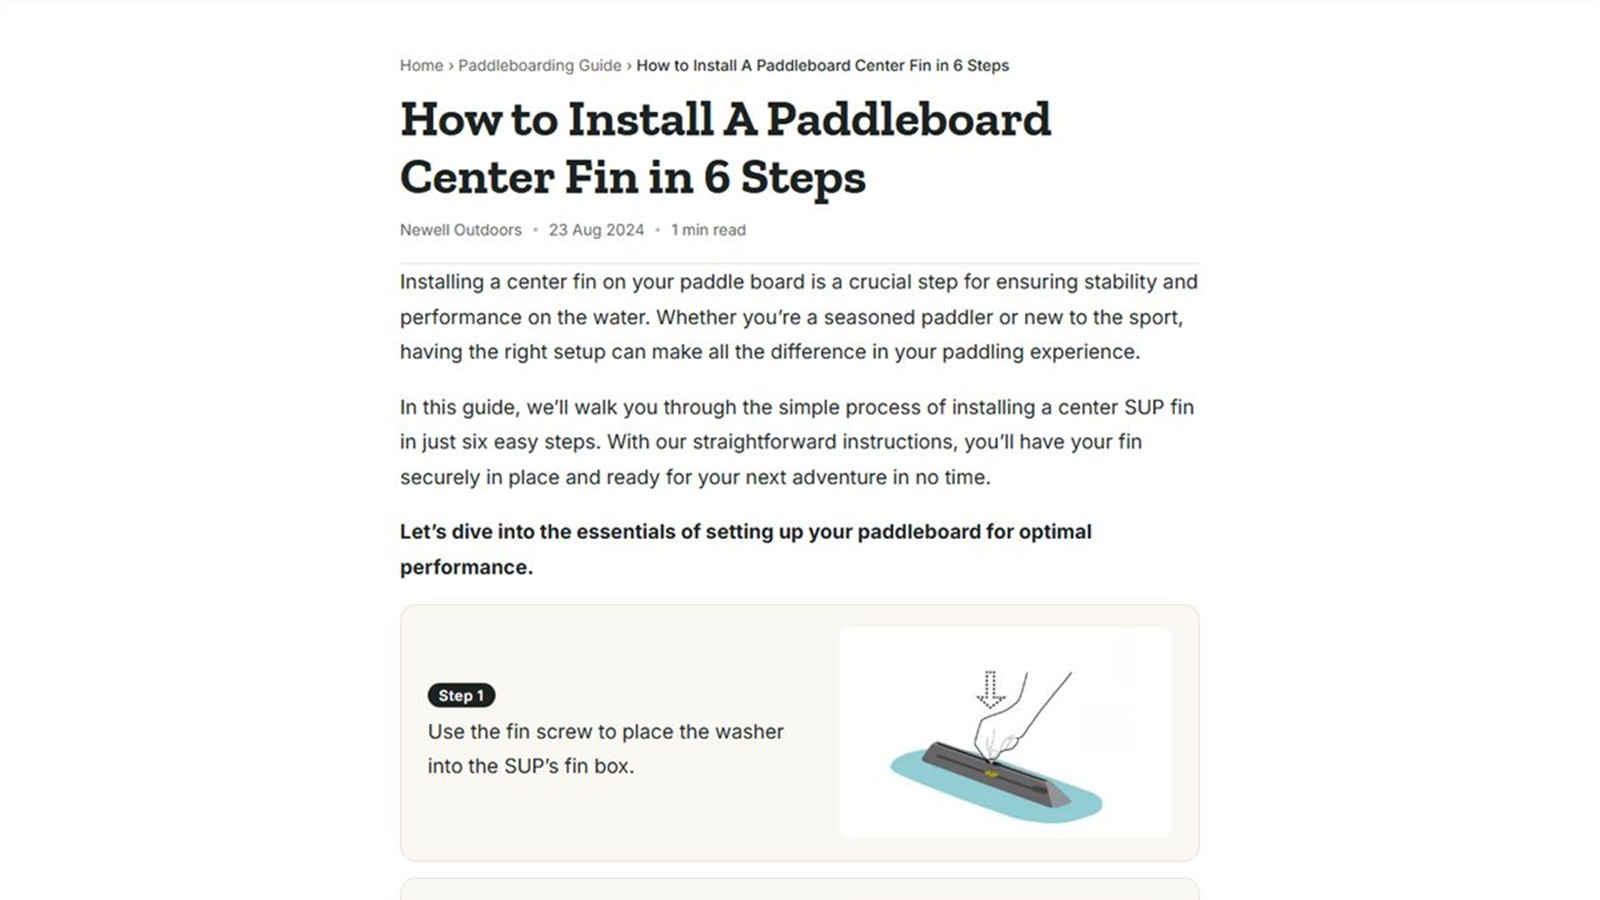 Home › Paddleboarding Guide › How to Install A Paddleboard Center Fin in 6 Steps
How to Install A Paddleboard
Center Fin in 6 Steps
Newell Outdoors • 23 Aug 2024 • 1 min read
Installing a center fin on your paddle board is a crucial step for ensuring stability and
performance on the water. Whether you’re a seasoned paddler or new to the sport,
having the right setup can make all the difference in your paddling experience.
In this guide, we’ll walk you through the simple process of installing a center SUP fin
in just six easy steps. With our straightforward instructions, you’ll have your fin
securely in place and ready for your next adventure in no time.
Let’s dive into the essentials of setting up your paddleboard for optimal
performance.
Step 1
Use the fin screw to place the washer
into the SUP’s fin box.